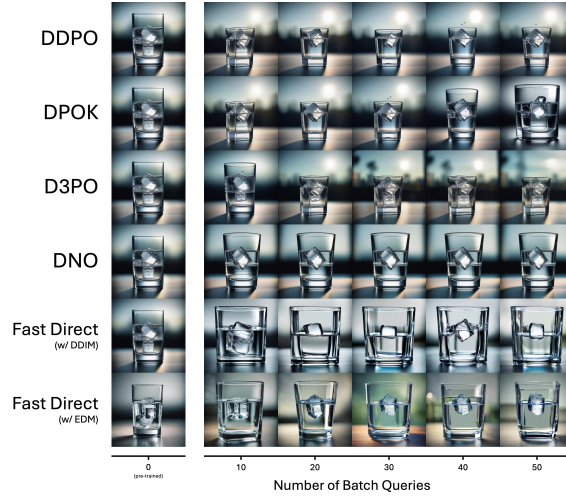 DDPO
DPOK
D3PO
DNO
Fast Direct
(w/ DDIM)
Fast Direct
(w/ EDM)
0 10 20 30 40 50
(pre-trained)
Number of Batch Queries